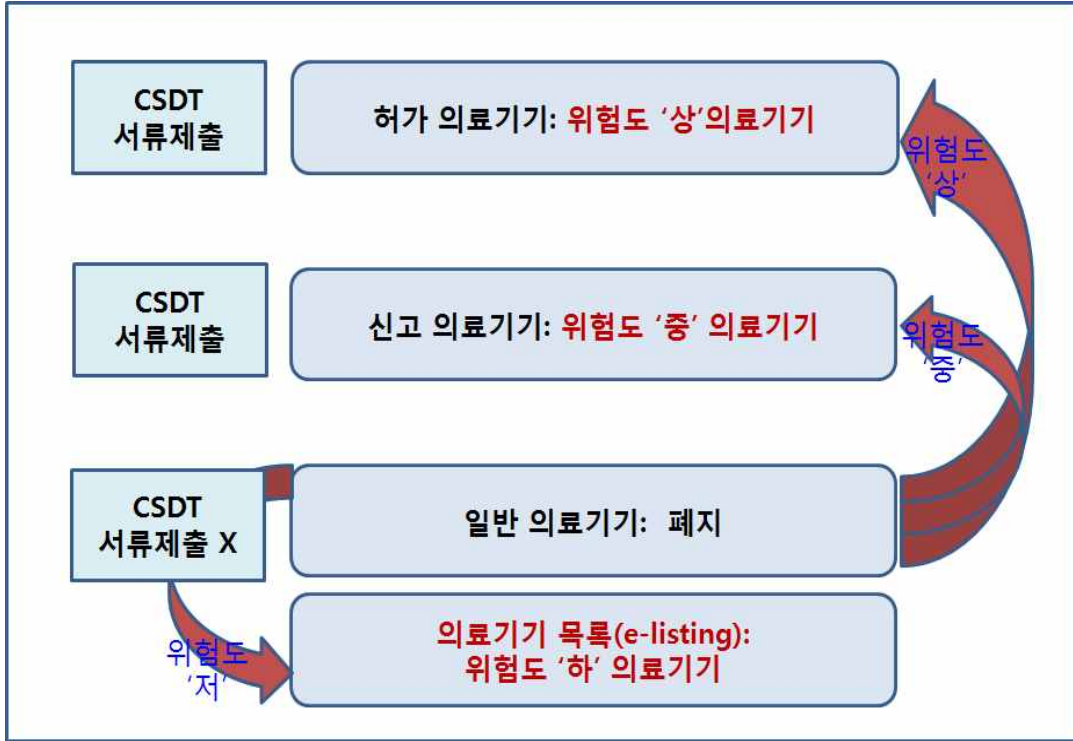 CSDT
서류제출
허가 의료기기: 위험도 ‘상’의료기기
위험도
‘상‘
CSDT
서류제출
신고 의료기기: 위험도 ‘중’ 의료기기
위험도
‘중‘
CSDT
서류제출 X
일반 의료기기:  폐지
위험도
‘저‘
의료기기 목록(e-listing):
위험도 ‘하’ 의료기기